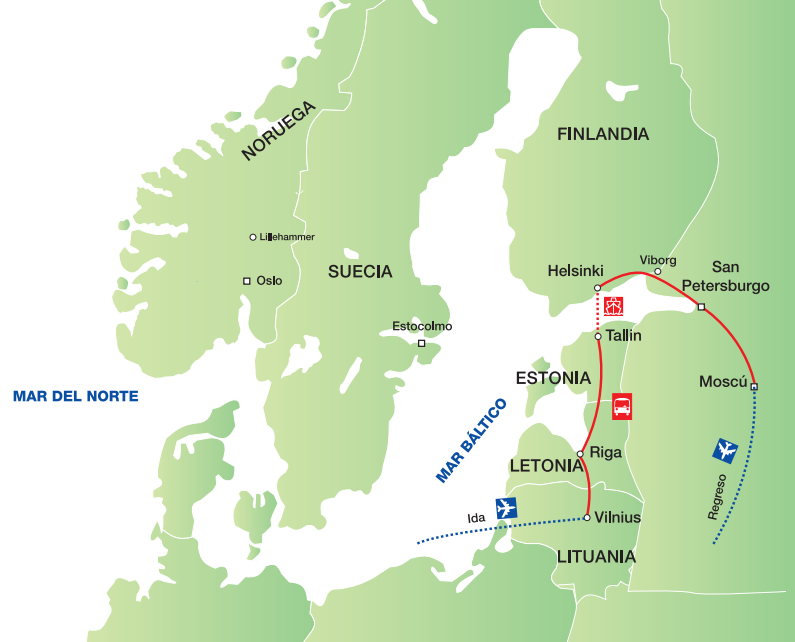 NORUEGA
FINLANDIA
Lillehammer
SUECIA
Oslo
Helsinki
Viborg
San
Petersburgo
Estocolmo
Tallin
ESTONIA
Moscú
MAR DEL NORTE
MAR BÁLTICO
Riga
LETONIA
Regreso
Ida
Vilnius
LITUANIA